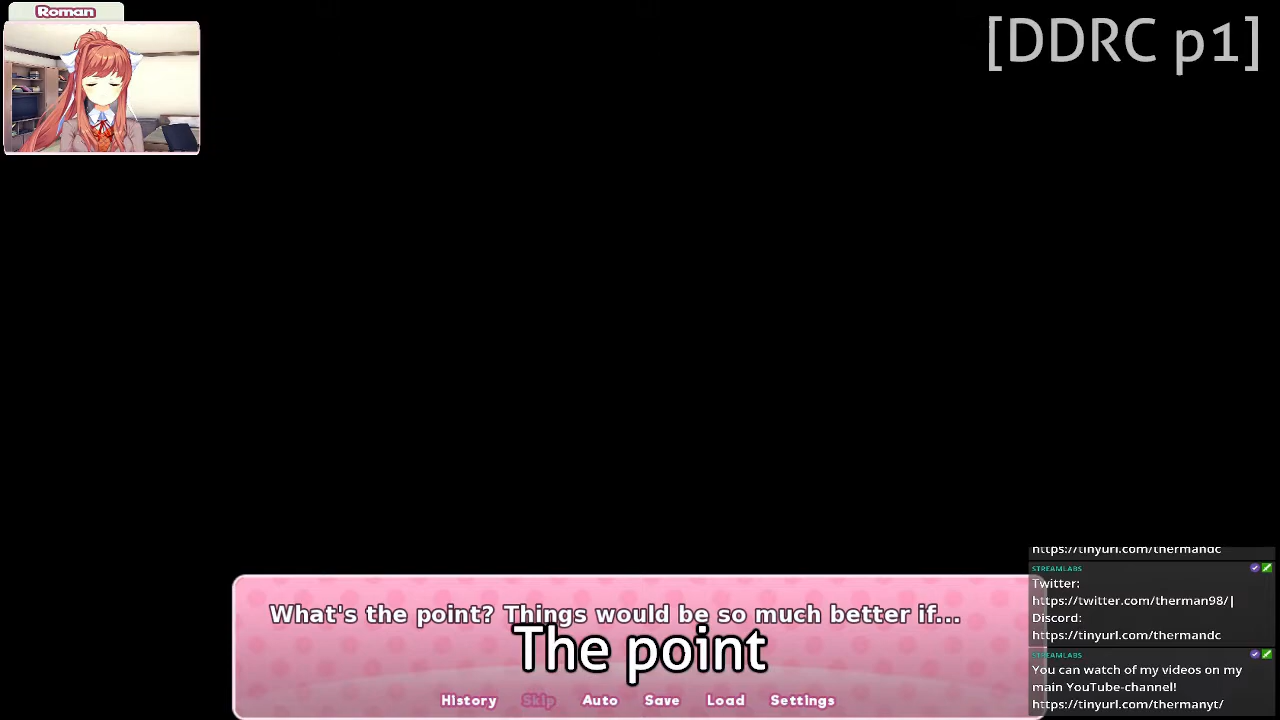 Roman
[DDRC p1]
What's the point? Things would be so much better if...
The point
History Skip Auto Save Load Settings
https://tinyurl.com/thermandc
STREAMLABS
Twitter:
https://twitter.com/therman98/|
Discord:
https://tinyurl.com/thermandc
STREAMLABS
You can watch of my videos on my
main YouTube-channel!
https://tinyurl.com/thermanyt/